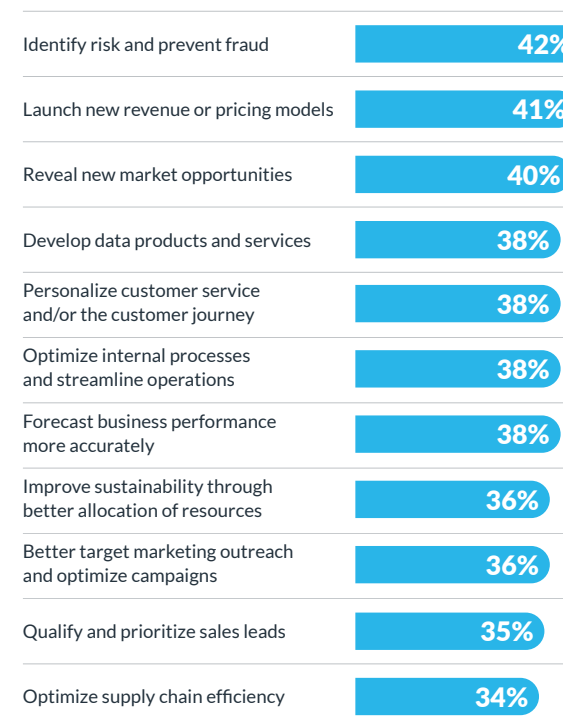 Identify risk and prevent fraud
42%
Launch new revenue or pricing models
41%
Reveal new market opportunities
40%
Develop data products and services
38%
Personalize customer service
and/or the customer journey
38%
Optimize internal processes
and streamline operations
38%
Forecast business performance
more accurately
38%
Improve sustainability through
better allocation of resources
36%
Better target marketing outreach
and optimize campaigns
36%
Qualify and prioritize sales leads
35%
Optimize supply chain efficiency
34%